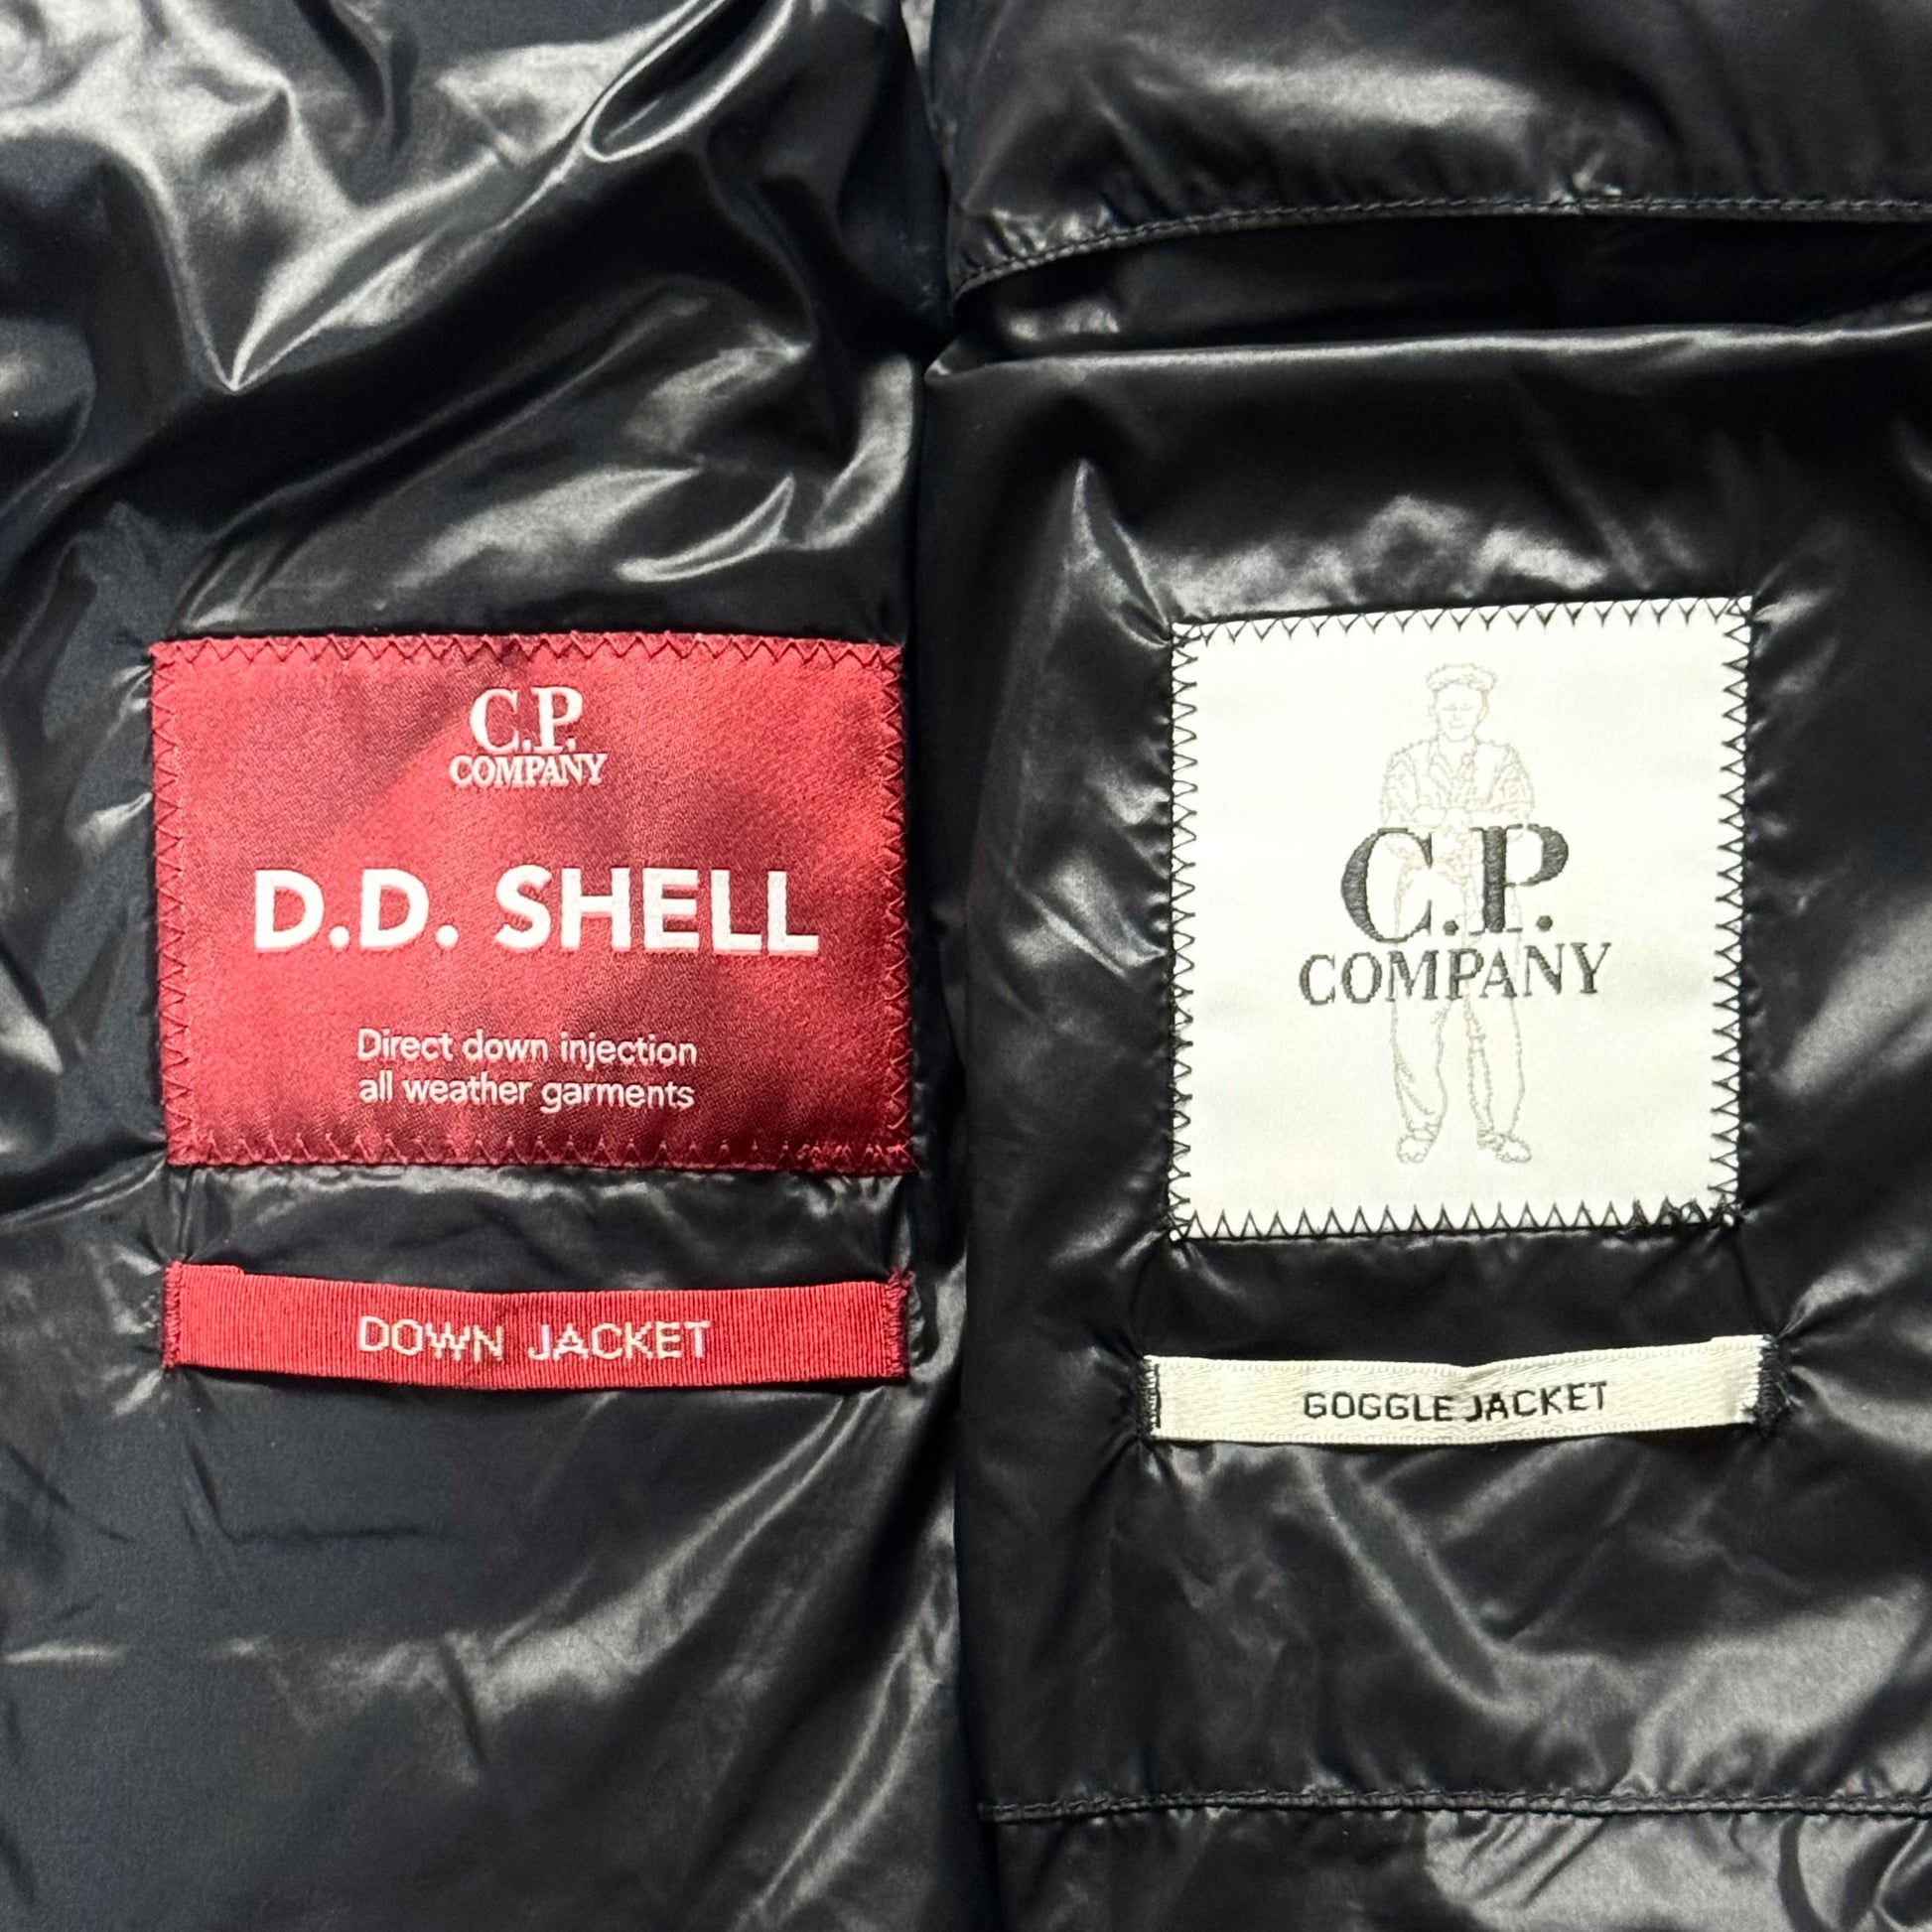 C.P.
COMPANY
D.D. SHELL
Direct down injection
all weather garments
DOWN JACKET
C.P.
COMPANY
GOGGLE JACKET